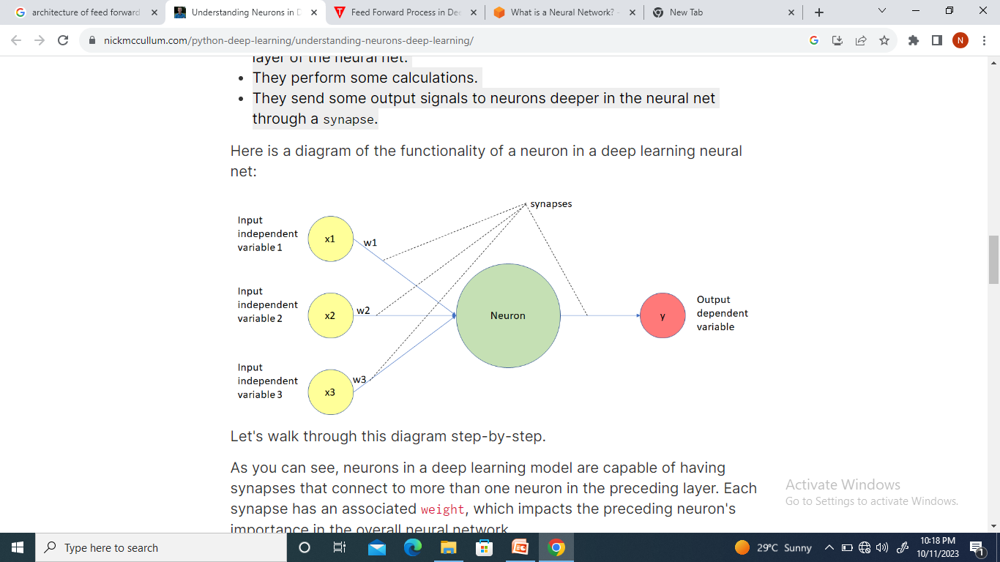 architecture of feed forward
Understanding Neurons in D
Feed Forward Process in Dee
What is a Neural Network? -
New Tab
nickmccullum.com/python-deep-learning/understanding-neurons-deep-learning/
N
layer of the neural net.
They perform some calculations.
They send some output signals to neurons deeper in the neural net
through a synapse.
Here is a diagram of the functionality of a neuron in a deep learning neural
net:
synapses
Input
independent
variable 1
x1
w1
Input
independent
variable 2
x2
w2
Neuron
y
Output
dependent
variable
Input
independent
variable 3
x3
w3
Let's walk through this diagram step-by-step.
As you can see, neurons in a deep learning model are capable of having
synapses that connect to more than one neuron in the preceding layer. Each
synapse has an associated weight, which impacts the preceding neuron's
importance in the overall neural network.
Activate Windows
Go to Settings to activate Windows.
Type here to search
29°C Sunny
10:18 PM
10/11/2023
1